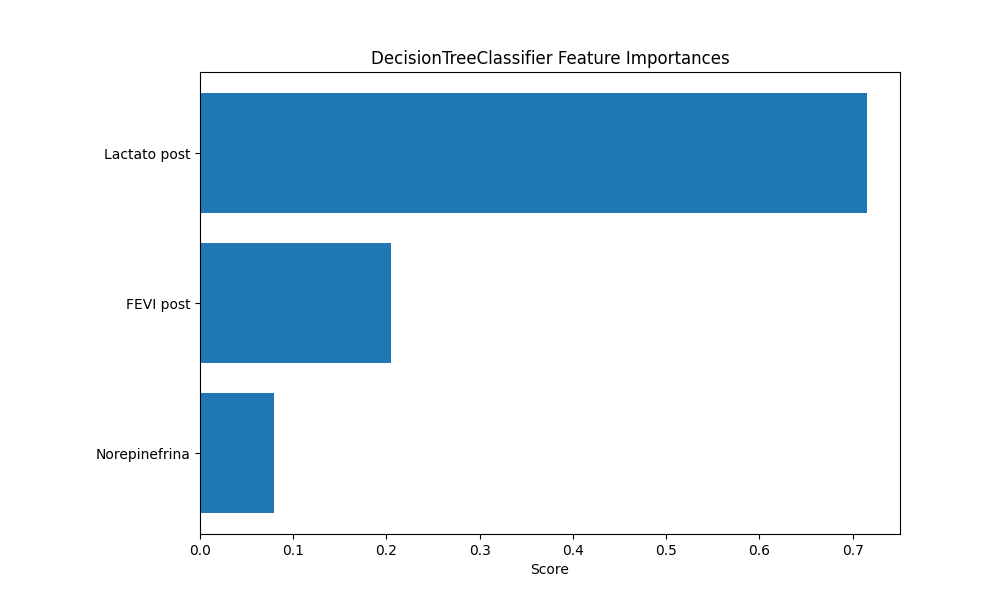 DecisionTreeClassifier Feature Importances
Lactato post
FEVI post
Norepinefrina
0.0 0.1 0.2 0.3 0.4 0.5 0.6 0.7
Score